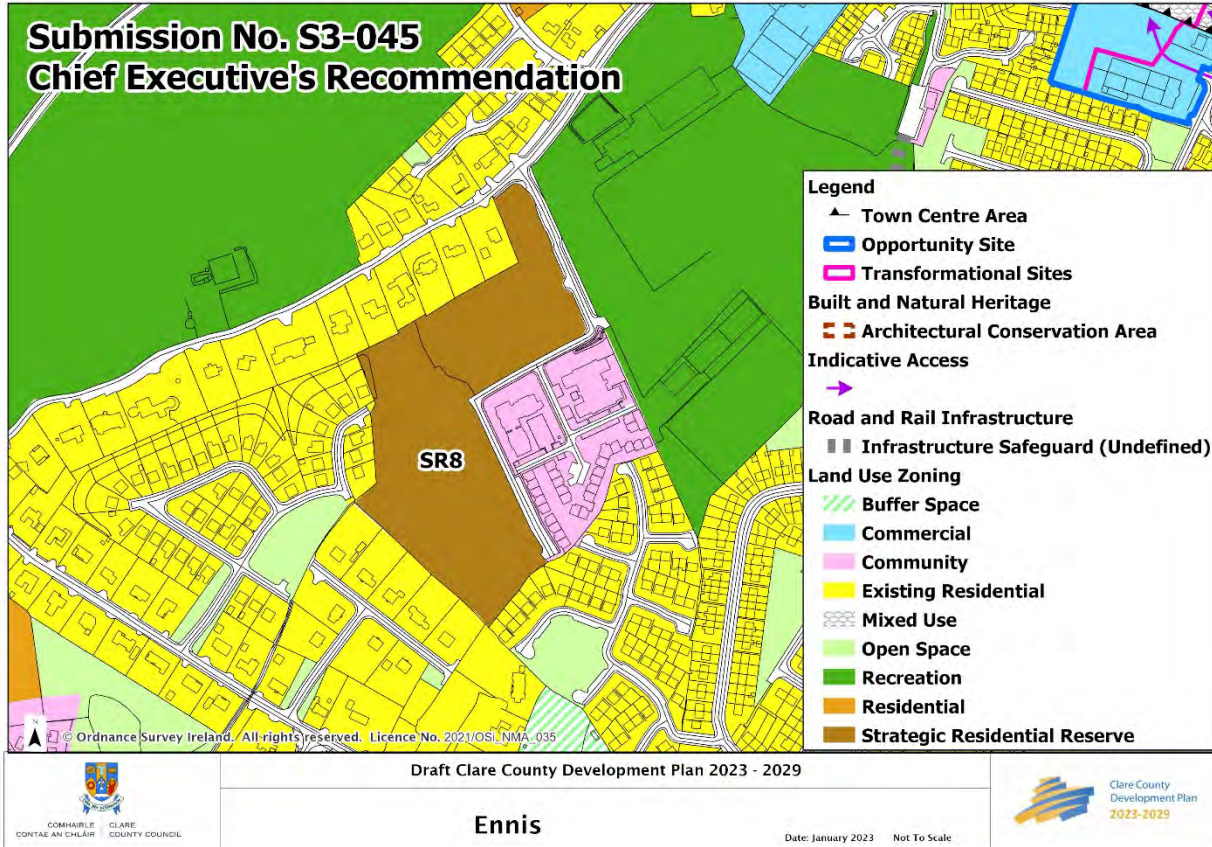 Submission No. S3-045
Chief Executive's Recommendation
SR8
Legend
Town Centre Area
Opportunity Site
Transformational Sites
Built and Natural Heritage
Architectural Conservation Area
Indicative Access
Road and Rail Infrastructure
Infrastructure Safeguard (Undefined)
Land Use Zoning
Buffer Space
Commercial
Community
Existing Residential
Mixed Use
Open Space
Recreation
Residential
Strategic Residential Reserve
N
© Ordnance Survey Ireland. All rights reserved. Licence No. 2021/OSi_NMA_035
COMHAIRLE CLARE
CONTAE AN CHLÁIR COUNTY COUNCIL
Draft Clare County Development Plan 2023 - 2029
Ennis
Date: January 2023 Not To Scale
Clare County
Development Plan
2023-2029